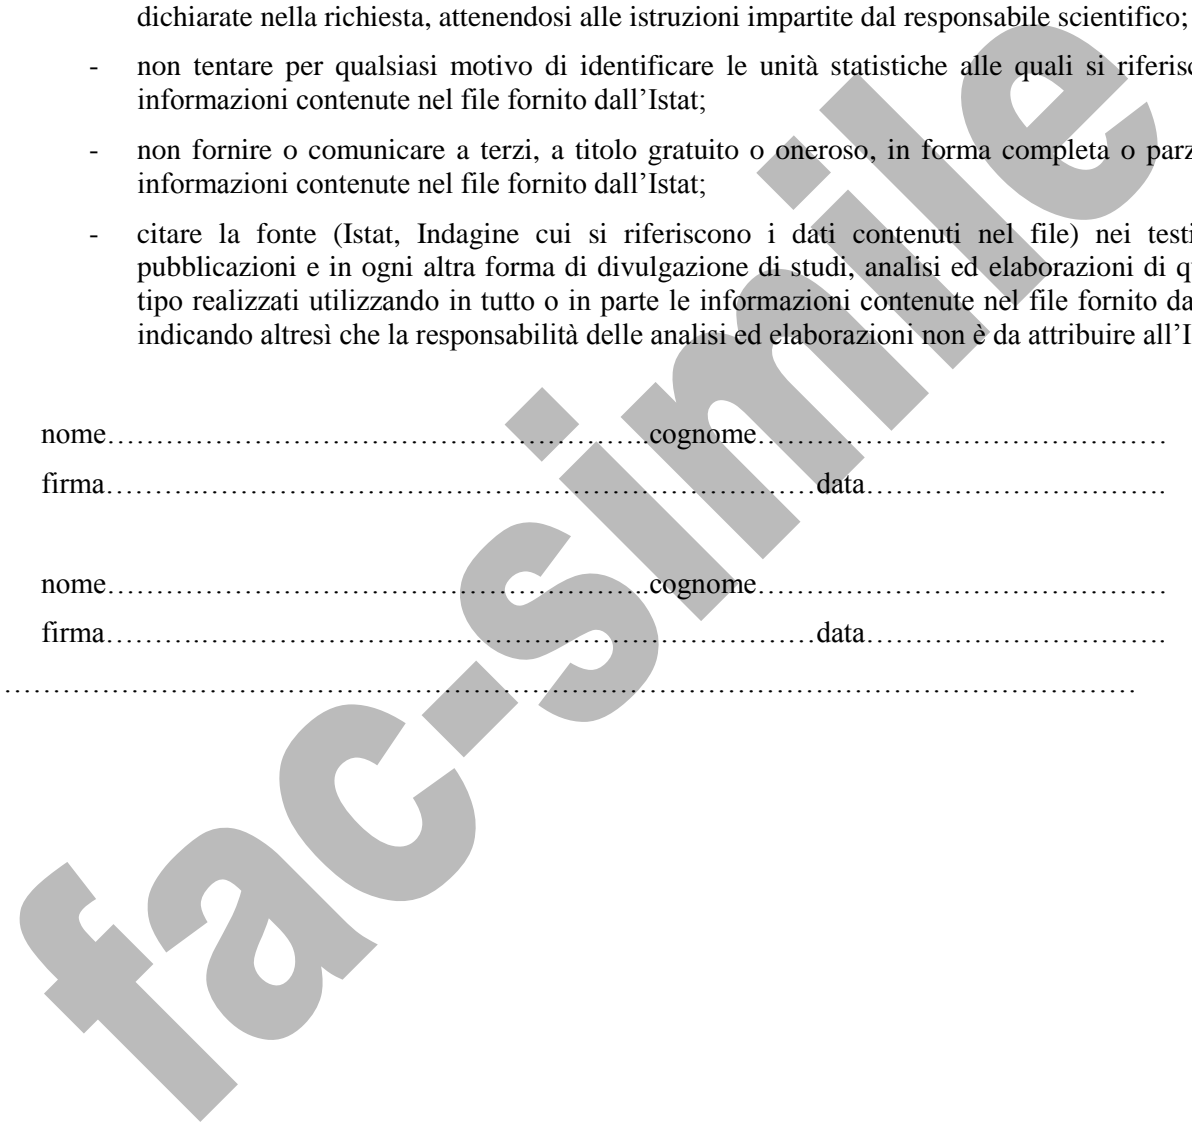 dichiarate nella richiesta, attenendosi alle istruzioni impartite dal responsabile scientifico;
- non tentare per qualsiasi motivo di identificare le unità statistiche alle quali si riferisc
informazioni contenute nel file fornito dall’Istat;
- non fornire o comunicare a terzi, a titolo gratuito o oneroso, in forma completa o parz
informazioni contenute nel file fornito dall’Istat;
- citare la fonte (Istat, Indagine cui si riferiscono i dati contenuti nel file) nei testi
pubblicazioni e in ogni altra forma di divulgazione di studi, analisi ed elaborazioni di qu
tipo realizzati utilizzando in tutto o in parte le informazioni contenute nel file fornito da
indicando altresì che la responsabilità delle analisi ed elaborazioni non è da attribuire all’I
nome……………………………………………….cognome……………………………………
firma……….………………………………………………………data………………………….
nome……………………………………………….cognome……………………………………
firma……….………………………………………………………data………………………….
……………………………………………………………………………………………………
fac-simile